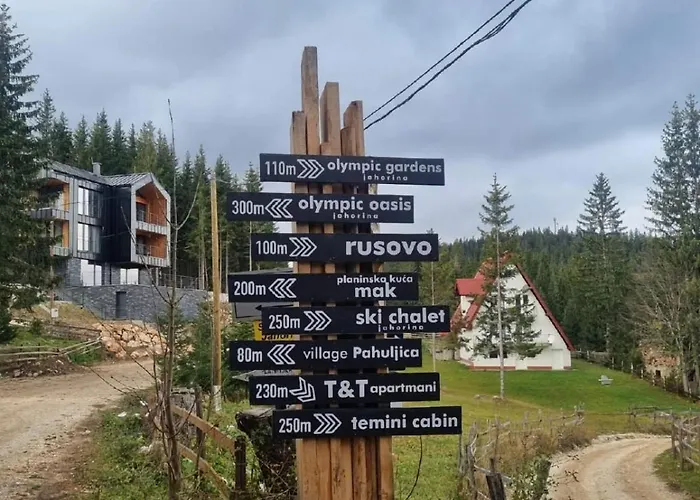 110m olympic gardens
jahorina
300m olympic oasis
jahorina
100m RUSOVO
200m planinska kuća
mak
250m ski chalet
jahorina
80m village Pahuljica
230m T&T apartmani
250m temini cabin